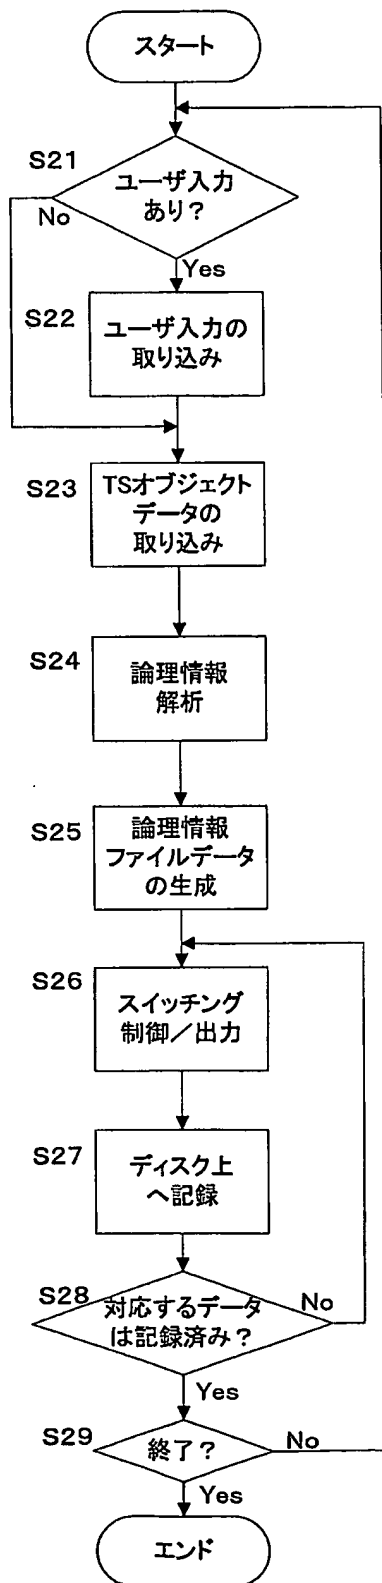 スタート
S21
ユーザ入力
あり?
No
Yes
S22
ユーザ入力の
取り込み
S23
TSオブジェクト
データの
取り込み
S24
論理情報
解析
S25
論理情報
ファイルデータ
の生成
S26
スイッチング
制御/出力
S27
ディスク上
へ記録
S28
対応するデータ
は記録済み?
No
Yes
S29
終了?
No
Yes
エンド